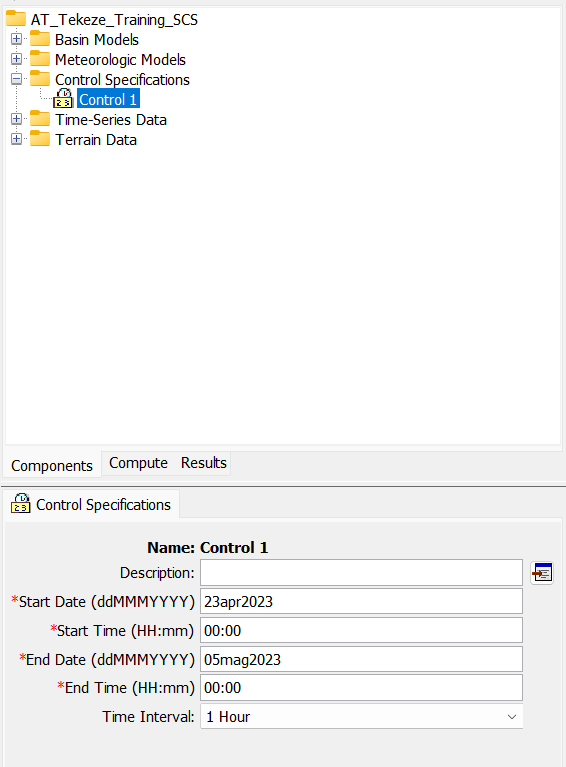 AT_Tekeze_Training_SCS
Basin Models
Meteorologic Models
Control Specifications
Control 1
Time-Series Data
Terrain Data
Components Compute Results
Control Specifications
Name: Control 1
Description:
*Start Date (ddMMMYYYY) 23apr2023
*Start Time (HH:mm) 00:00
*End Date (ddMMMYYYY) 05mag2023
*End Time (HH:mm) 00:00
Time Interval: 1 Hour